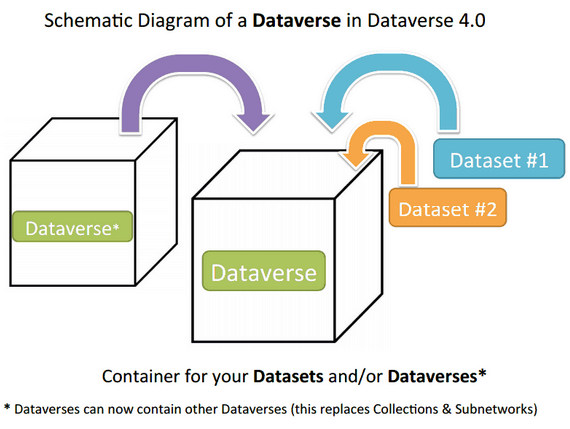 Schematic Diagram of a Dataverse in Dataverse 4.0
Dataset #1
Dataset #2
Dataverse*
Dataverse
Container for your Datasets and/or Dataverses*
* Dataverses can now contain other Dataverses (this replaces Collections & Subnetworks)